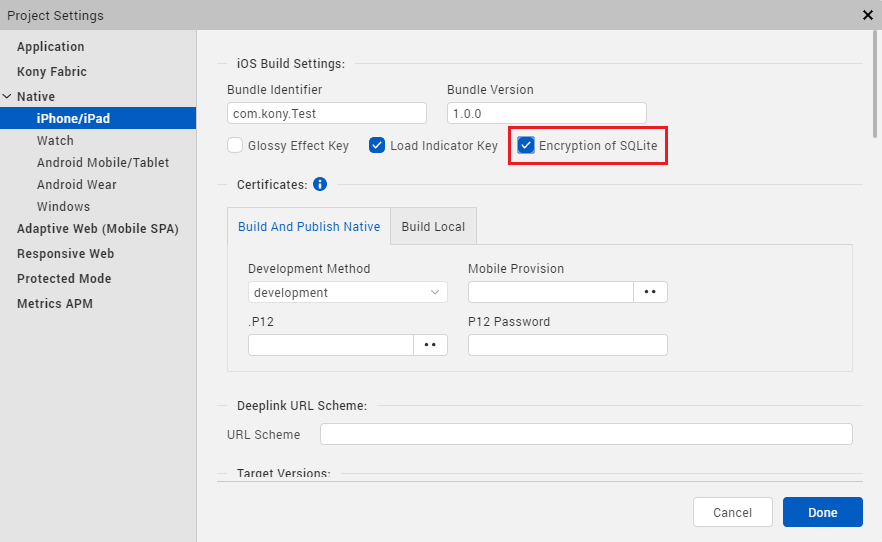 Project Settings
Application
Kony Fabric
Native
iPhone/iPad
Watch
Android Mobile/Tablet
Android Wear
Windows
Adaptive Web (Mobile SPA)
Responsive Web
Protected Mode
Metrics APM
iOS Build Settings:
Bundle Identifier Bundle Version
com.kony.Test 1.0.0
Glossy Effect Key Load Indicator Key Encryption of SQLite
Certificates:
Build And Publish Native Build Local
Development Method Mobile Provision
development
.P12 P12 Password
Deeplink URL Scheme:
URL Scheme
Target Versions:
Cancel Done